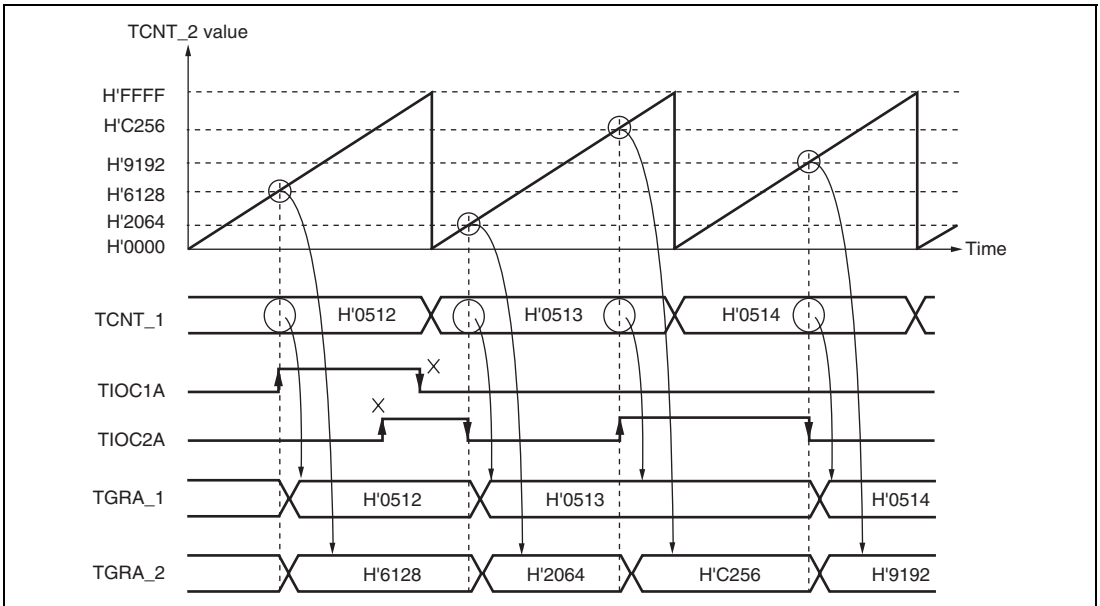 TCNT_2 value
H'FFFF
H'C256
H'9192
H'6128
H'2064
H'0000
Time
TCNT_1 H'0512 H'0513 H'0514
TIOC1A X
TIOC2A X
TGRA_1 H'0512 H'0513 H'0514
TGRA_2 H'6128 H'2064 H'C256 H'9192